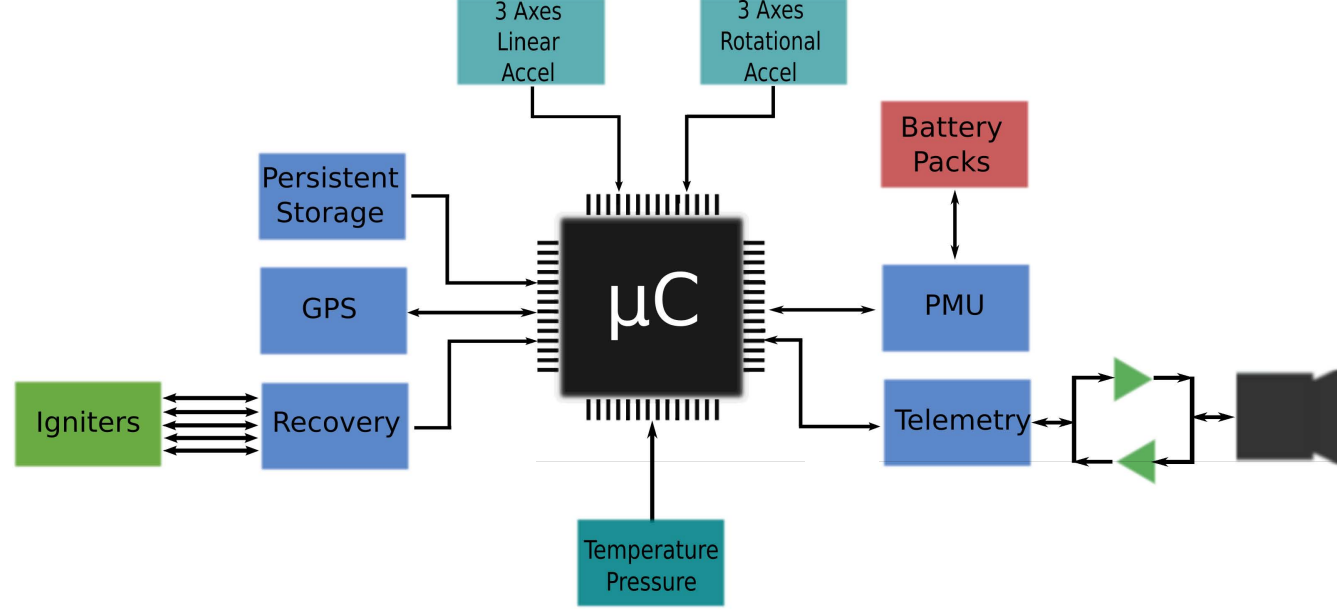 3 Axes
Linear
Accel
3 Axes
Rotational
Accel
Battery
Packs
Persistent
Storage
µC
GPS
PMU
Igniters
Recovery
Telemetry
Temperature
Pressure